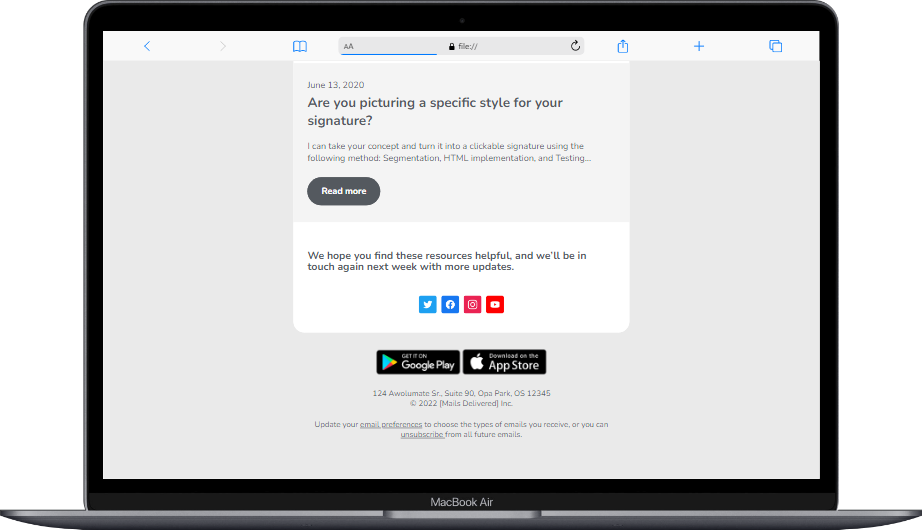 AA
file://
June 13, 2020
Are you picturing a specific style for your
signature?
I can take your concept and turn it into a clickable signature using the
following method: Segmentation, HTML implementation, and Testing...
Read more
We hope you find these resources helpful, and we'll be in
touch again next week with more updates.
GET IT ON
Google Play
Download on the
App Store
124 Awolumate Sr., Suite 90, Opa Park, OS 12345
© 2022 [Mails Delivered] Inc.
Update your email preferences to choose the types of emails you receive, or you can
unsubscribe from all future emails.
MacBook Air